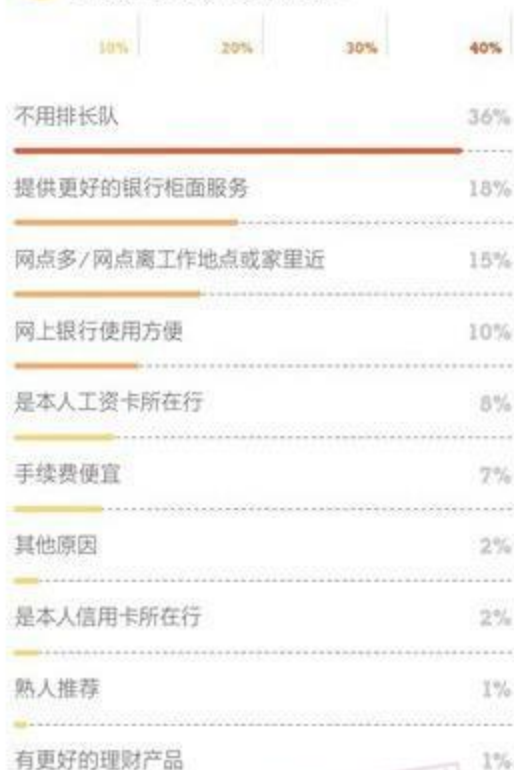 10% 20% 30% 40%
不用排长队 36%
提供更好的银行柜面服务 18%
网点多/网点离工作地点或家里近 15%
网上银行使用方便 10%
是本人工资卡所在行 8%
手续费便宜 7%
其他原因 2%
是本人信用卡所在行 2%
熟人推荐 1%
有更好的理财产品 1%